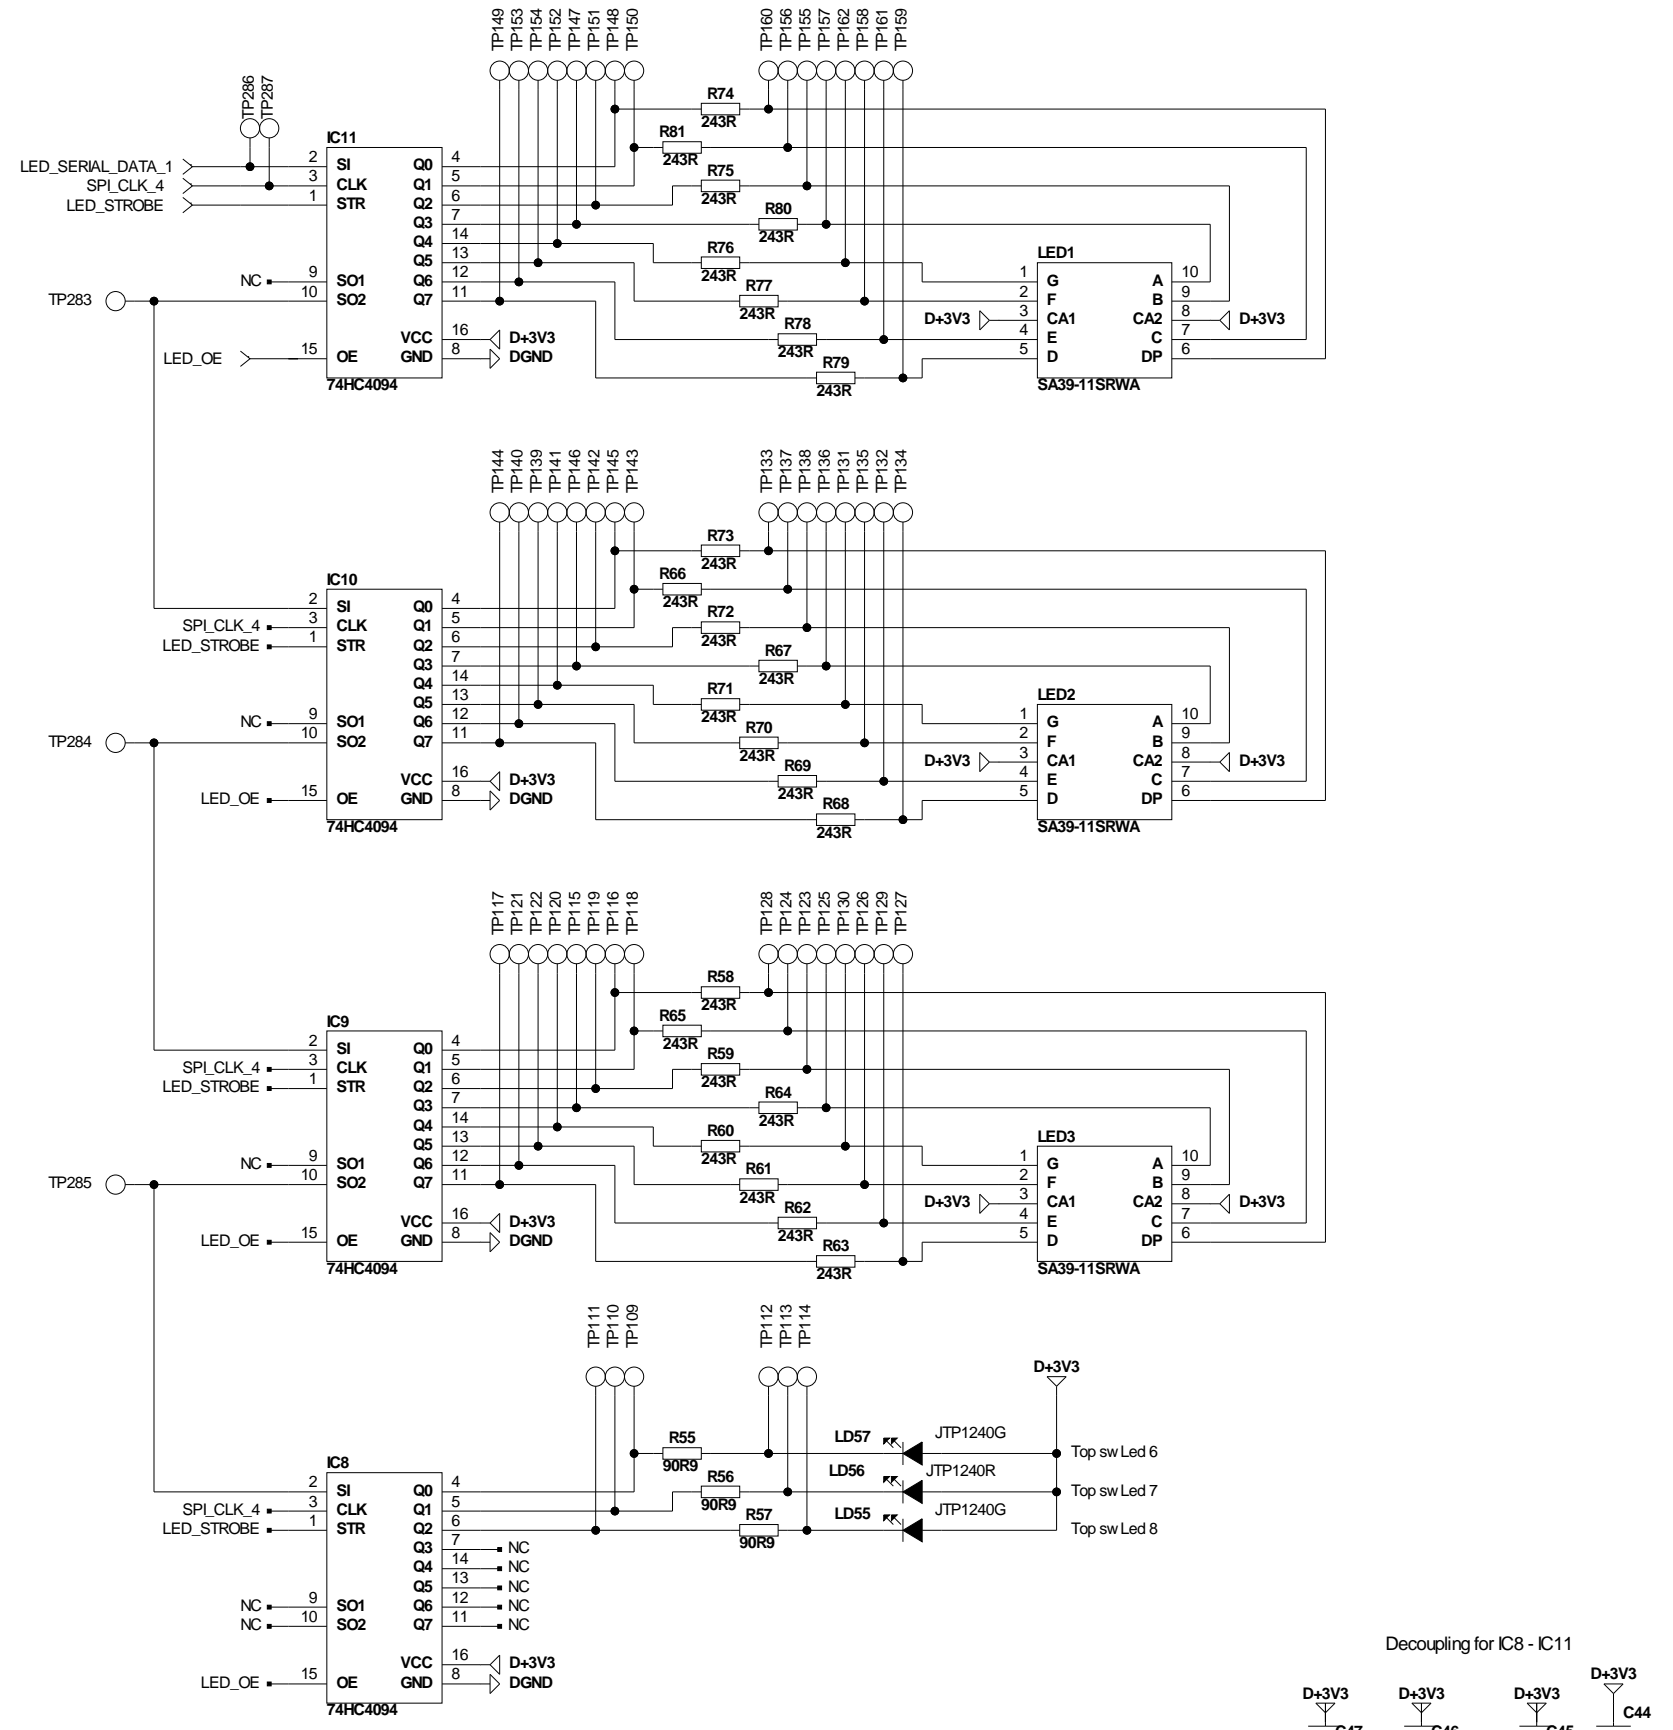 TP149 TP153 TP154 TP152 TP147 TP151 TP148 TP150 TP160 TP156 TP155 TP157 TP162 TP158 TP161 TP159
TP286 TP287
R74
243R
R81
243R
R75
243R
R80
243R
R76
243R
R77
243R
R78
243R
R79
243R
IC11
LED_SERIAL_DATA_1 2 SI Q0 4
SPI_CLK_4 3 CLK Q1 5
LED_STROBE 1 STR Q2 6
Q3 7
Q4 14
Q5 13
NC 9 SO1 Q6 12
TP283 10 SO2 Q7 11
VCC 16 D+3V3
LED_OE 15 OE GND 8 DGND
74HC4094
LED1
1 G A 10
2 F B 9
D+3V3 3 CA1 CA2 8 D+3V3
4 E C 7
5 D DP 6
SA39-11SRWA
TP144 TP140 TP139 TP141 TP146 TP142 TP145 TP143 TP133 TP137 TP138 TP136 TP131 TP135 TP132 TP134
R73
243R
R66
243R
R72
243R
R67
243R
R71
243R
R70
243R
R69
243R
R68
243R
IC10
2 SI Q0 4
SPI_CLK_4 3 CLK Q1 5
LED_STROBE 1 STR Q2 6
Q3 7
Q4 14
Q5 13
NC 9 SO1 Q6 12
TP284 10 SO2 Q7 11
VCC 16 D+3V3
LED_OE 15 OE GND 8 DGND
74HC4094
LED2
1 G A 10
2 F B 9
D+3V3 3 CA1 CA2 8 D+3V3
4 E C 7
5 D DP 6
SA39-11SRWA
TP117 TP121 TP122 TP120 TP115 TP119 TP116 TP118 TP128 TP124 TP123 TP125 TP130 TP126 TP129 TP127
R58
243R
R65
243R
R59
243R
R64
243R
R60
243R
R61
243R
R62
243R
R63
243R
IC9
2 SI Q0 4
SPI_CLK_4 3 CLK Q1 5
LED_STROBE 1 STR Q2 6
Q3 7
Q4 14
Q5 13
NC 9 SO1 Q6 12
TP285 10 SO2 Q7 11
VCC 16 D+3V3
LED_OE 15 OE GND 8 DGND
74HC4094
LED3
1 G A 10
2 F B 9
D+3V3 3 CA1 CA2 8 D+3V3
4 E C 7
5 D DP 6
SA39-11SRWA
TP111 TP110 TP109 TP112 TP113 TP114
D+3V3
R55
90R9
LD57 JTP1240G Top sw Led 6
R56
90R9
LD56 JTP1240R Top sw Led 7
R57
90R9
LD55 JTP1240G Top sw Led 8
IC8
2 SI Q0 4
SPI_CLK_4 3 CLK Q1 5
LED_STROBE 1 STR Q2 6
Q3 7 NC
Q4 14 NC
Q5 13 NC
NC 9 SO1 Q6 12 NC
NC 10 SO2 Q7 11 NC
VCC 16 D+3V3
LED_OE 15 OE GND 8 DGND
74HC4094
Decoupling for IC8 - IC11
D+3V3 D+3V3 D+3V3 D+3V3
C47 C46 C45 C44